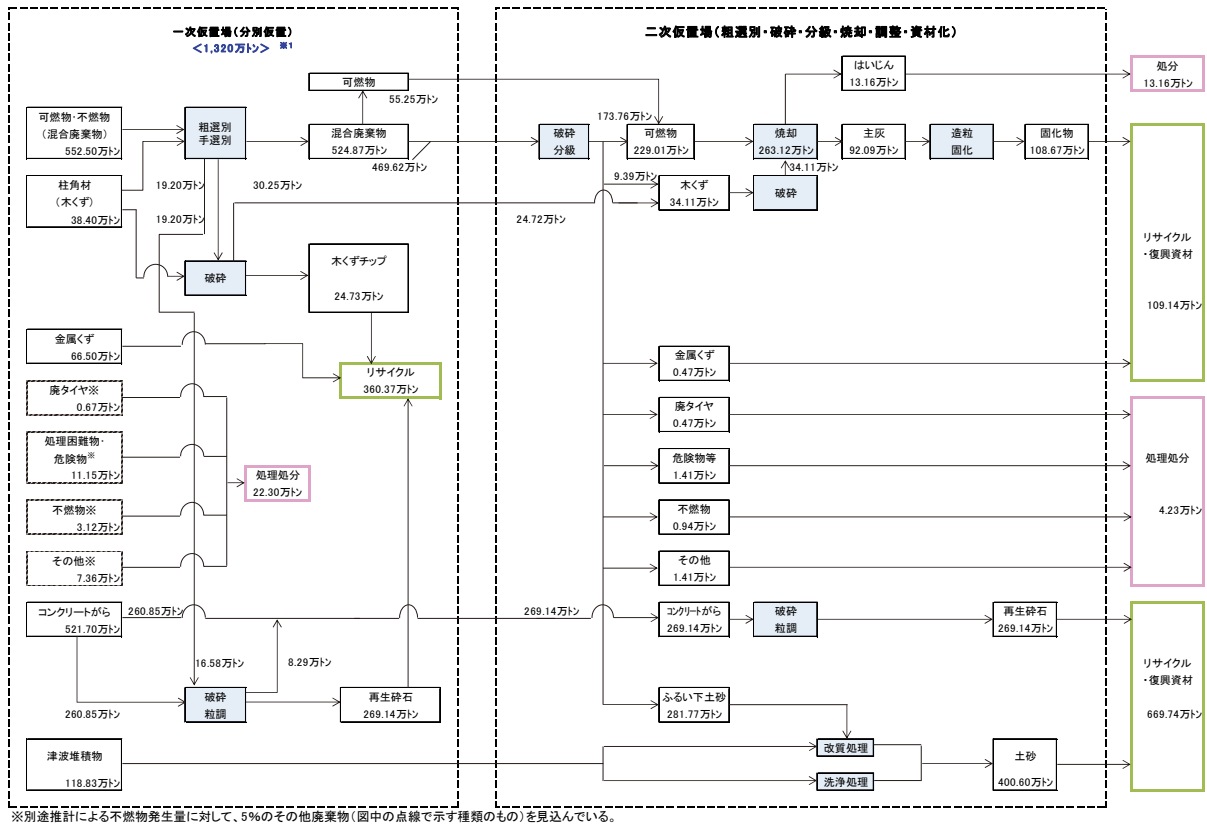 一次仮置場(分別仮置)
<1,320万トン> ※1
可燃物・不燃物
(混合廃棄物)
552.50万トン
柱角材
(木くず)
38.40万トン
粗選別
手選別
可燃物
55.25万トン
混合廃棄物
524.87万トン
469.62万トン
19.20万トン
30.25万トン
19.20万トン
破砕
木くずチップ
24.73万トン
金属くず
66.50万トン
リサイクル
360.37万トン
廃タイヤ※
0.67万トン
処理困難物・
危険物※
11.15万トン
処理処分
22.30万トン
不燃物※
3.12万トン
その他※
7.36万トン
コンクリートがら
521.70万トン
260.85万トン
16.58万トン
8.29万トン
260.85万トン
破砕
粒調
再生砕石
269.14万トン
津波堆積物
118.83万トン
二次仮置場(粗選別・破砕・分級・焼却・調整・資材化)
はいじん
13.16万トン
処分
13.16万トン
173.76万トン
破砕
分級
可燃物
229.01万トン
焼却
263.12万トン
主灰
92.09万トン
造粒
固化
固化物
108.67万トン
34.11万トン
9.39万トン
木くず
34.11万トン
破砕
24.72万トン
リサイクル
・復興資材
109.14万トン
金属くず
0.47万トン
廃タイヤ
0.47万トン
危険物等
1.41万トン
処理処分
4.23万トン
不燃物
0.94万トン
その他
1.41万トン
269.14万トン
コンクリートがら
269.14万トン
破砕
粒調
再生砕石
269.14万トン
リサイクル
・復興資材
669.74万トン
ふるい下土砂
281.77万トン
改質処理
洗浄処理
土砂
400.60万トン
※別途推計による不燃物発生量に対して、5%のその他廃棄物(図中の点線で示す種類のもの)を見込んでいる。